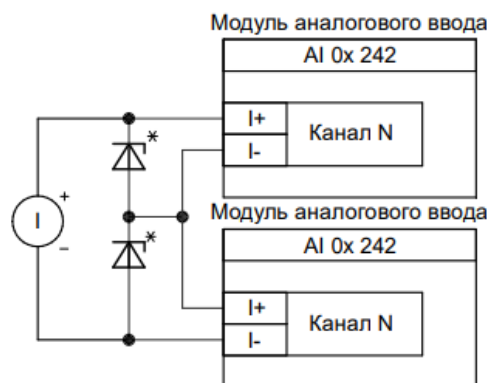 Модуль аналогового ввода
AI 0x 242
I+
I-
Канал N
*
I
+
−
*
Модуль аналогового ввода
AI 0x 242
I+
I-
Канал N